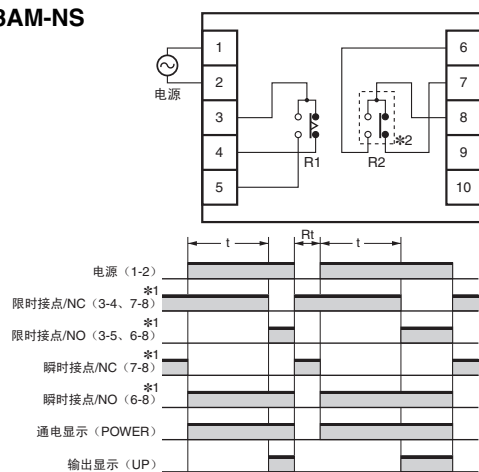 3AM-NS
1
2
3
4
5
电源
R1
R2
✻2
6
7
8
9
10
t
Rt
t
电源（1-2）
✻1
限时接点/NC（3-4、7-8）
✻1
限时接点/NO（3-5、6-8）
✻1
瞬时接点/NC（7-8）
✻1
瞬时接点/NO（6-8）
通电显示（POWER）
输出显示（UP）